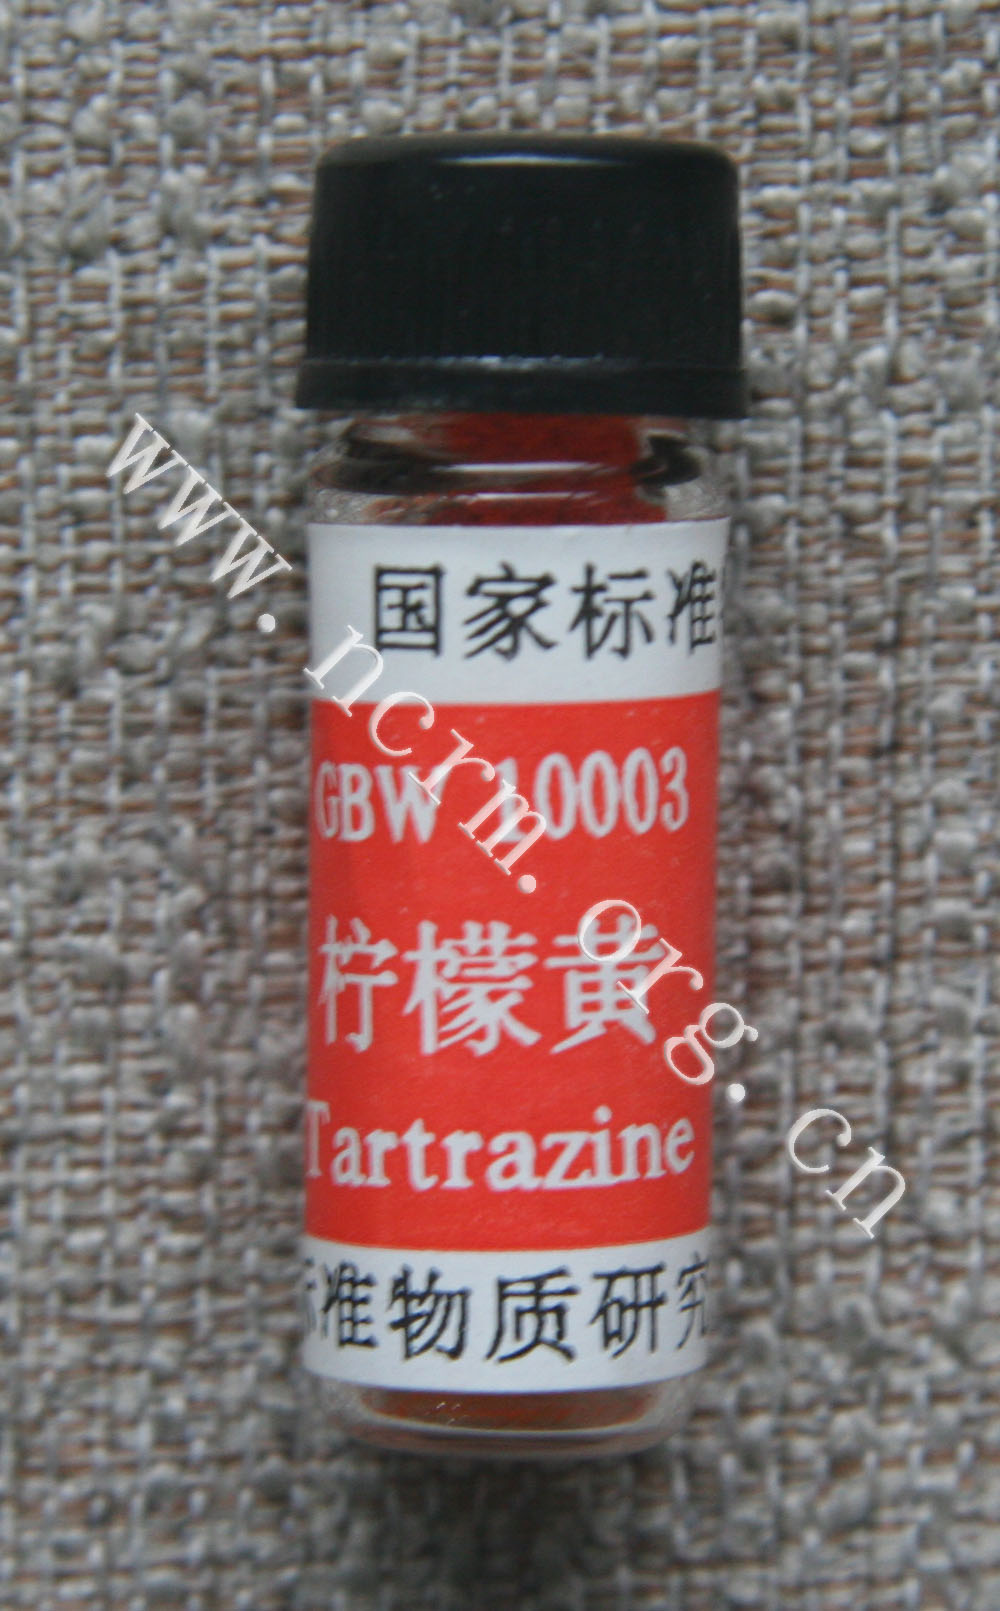 国家标准
GBW 10003
柠檬黄
Tartrazine
标准物质研究
www.ncrm.org.cn